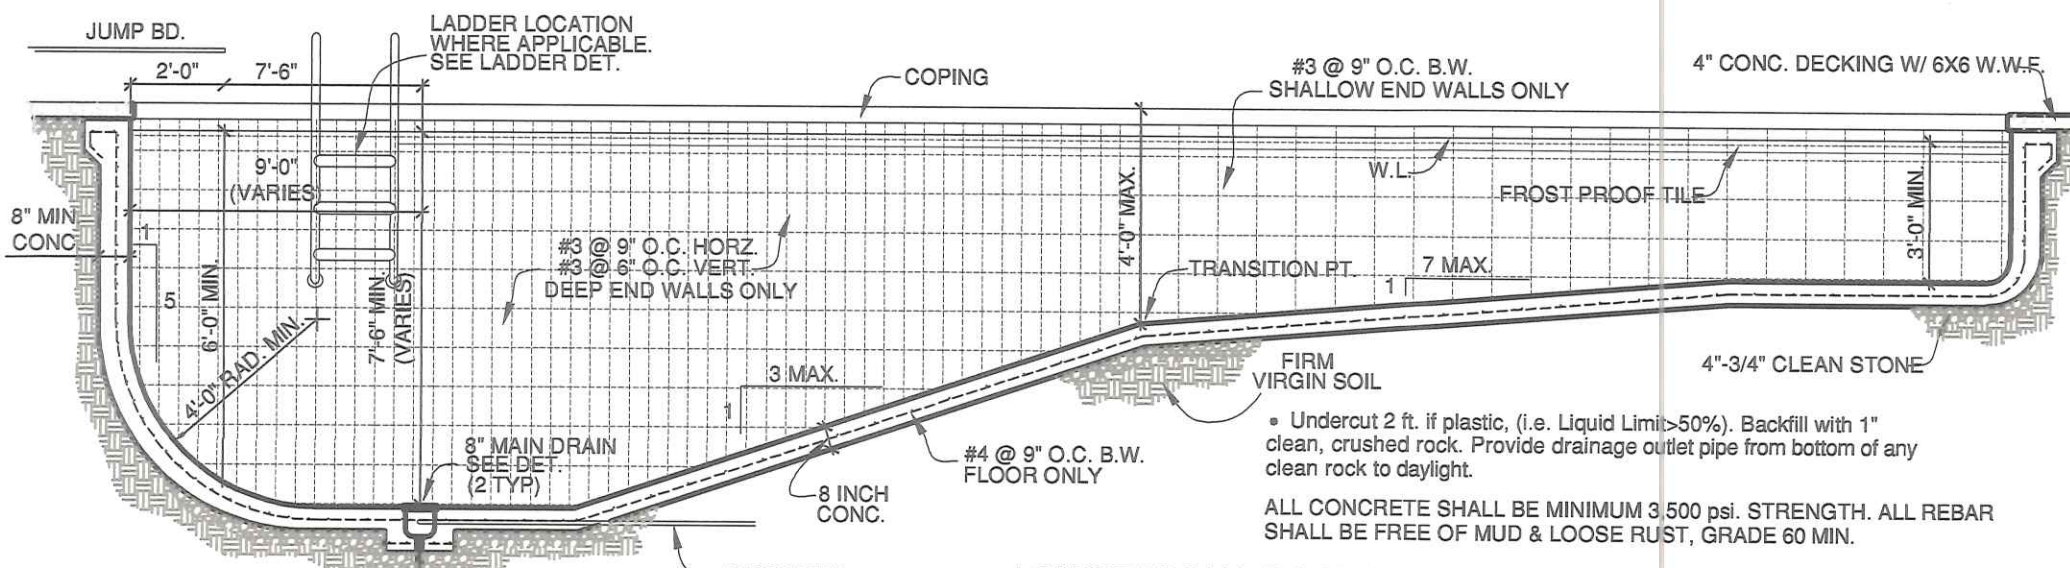 JUMP BD.
2'-0"
7'-6"
LADDER LOCATION
WHERE APPLICABLE.
SEE LADDER DET.
COPING
#3 @ 9" O.C. B.W.
SHALLOW END WALLS ONLY
4" CONC. DECKING W/ 6X6 W.W.F.
9'-0"
(VARIES)
8" MIN
CONC
1
5
6'-0" MIN.
4'-0" RAD. MIN.
7'-6" MIN.
(VARIES)
#3 @ 9" O.C. HORZ.
#3 @ 6" O.C. VERT.
DEEP END WALLS ONLY
4'-0" MAX.
W.L.
FROST PROOF TILE
3'-0" MIN.
TRANSITION PT.
1
7 MAX.
3 MAX.
1
FIRM
VIRGIN SOIL
4"-3/4" CLEAN STONE
8" MAIN DRAIN
SEE DET.
(2 TYP)
8 INCH
CONC.
#4 @ 9" O.C. B.W.
FLOOR ONLY
• Undercut 2 ft. if plastic, (i.e. Liquid Limit>50%). Backfill with 1"
clean, crushed rock. Provide drainage outlet pipe from bottom of any
clean rock to daylight.
ALL CONCRETE SHALL BE MINIMUM 3,500 psi. STRENGTH. ALL REBAR
SHALL BE FREE OF MUD & LOOSE RUST, GRADE 60 MIN.